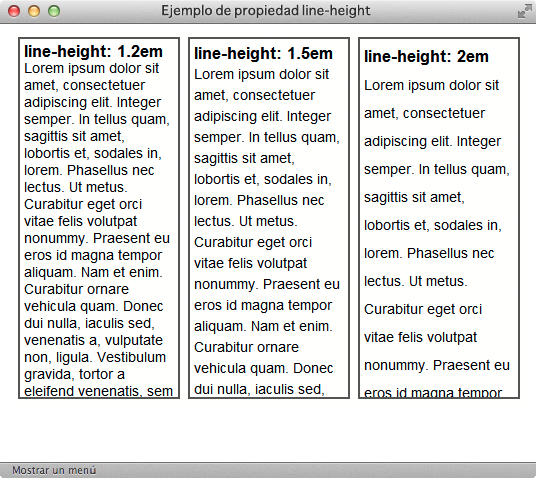 Ejemplo de propiedad line-height
line-height: 1.2em
Lorem ipsum dolor sit
amet, consectetuer
adipiscing elit. Integer
semper. In tellus quam,
sagittis sit amet,
lobortis et, sodales in,
lorem. Phasellus nec
lectus. Ut metus.
Curabitur eget orci
vitae felis volutpat
nonummy. Praesent eu
eros id magna tempor
aliquam. Nam et enim.
Curabitur ornare
vehicula quam. Donec
dui nulla, iaculis sed,
venenatis a, vulputate
non, ligula. Vestibulum
gravida, tortor a
eleifend venenatis, sem
line-height: 1.5em
Lorem ipsum dolor sit
amet, consectetuer
adipiscing elit. Integer
semper. In tellus quam,
sagittis sit amet,
lobortis et, sodales in,
lorem. Phasellus nec
lectus. Ut metus.
Curabitur eget orci
vitae felis volutpat
nonummy. Praesent eu
eros id magna tempor
aliquam. Nam et enim.
Curabitur ornare
vehicula quam. Donec
dui nulla, iaculis sed,
line-height: 2em
Lorem ipsum dolor sit
amet, consectetuer
adipiscing elit. Integer
semper. In tellus quam,
sagittis sit amet,
lobortis et, sodales in,
lorem. Phasellus nec
lectus. Ut metus.
Curabitur eget orci
vitae felis volutpat
nonummy. Praesent eu
eros id magna tempor
Mostrar un menú